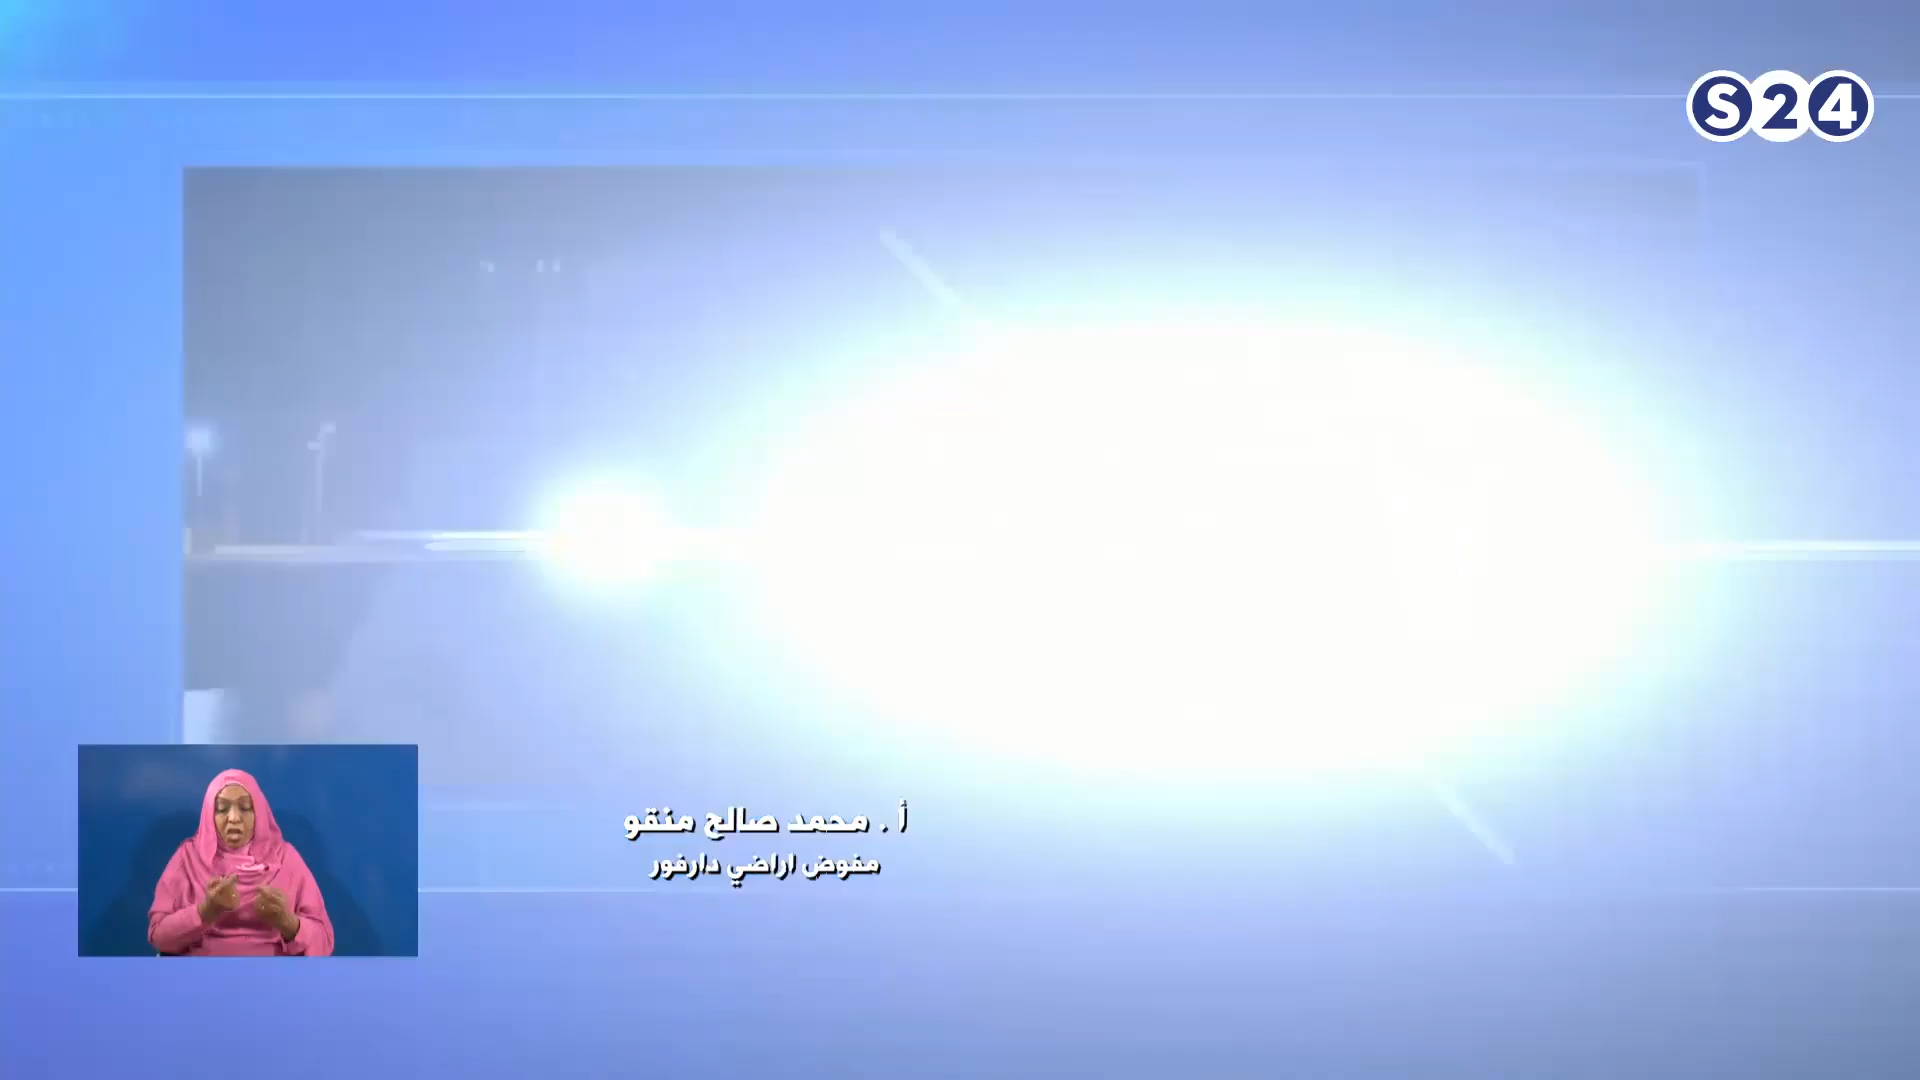 S24
أ . محمد صالح منقو
مفوض اراضي دارفور